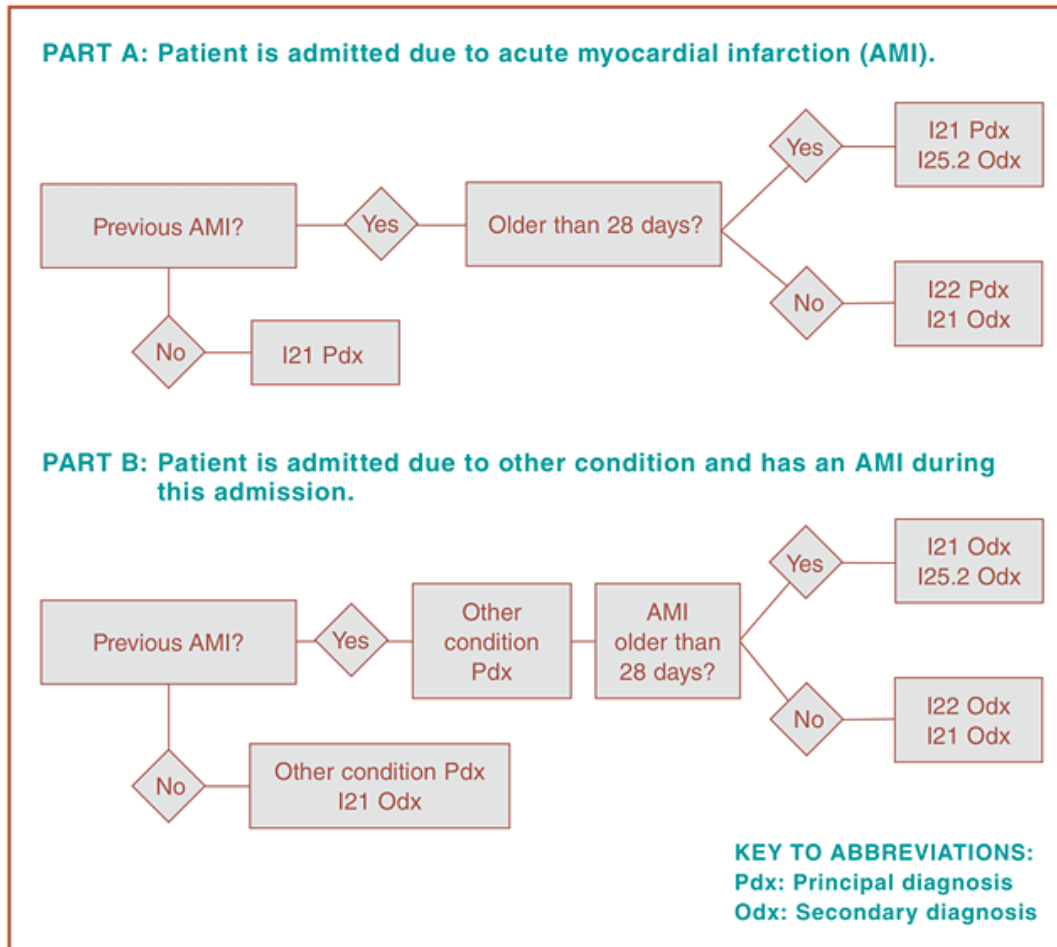 PART A: Patient is admitted due to acute myocardial infarction (AMI).
Previous AMI?
Yes
Older than 28 days?
Yes
I21 Pdx
I25.2 Odx
No
I22 Pdx
I21 Odx
No
I21 Pdx
PART B: Patient is admitted due to other condition and has an AMI during
this admission.
Previous AMI?
Yes
Other
condition
Pdx
AMI
older than
28 days?
Yes
I21 Odx
I25.2 Odx
No
I22 Odx
I21 Odx
No
Other condition Pdx
I21 Odx
KEY TO ABBREVIATIONS:
Pdx: Principal diagnosis
Odx: Secondary diagnosis